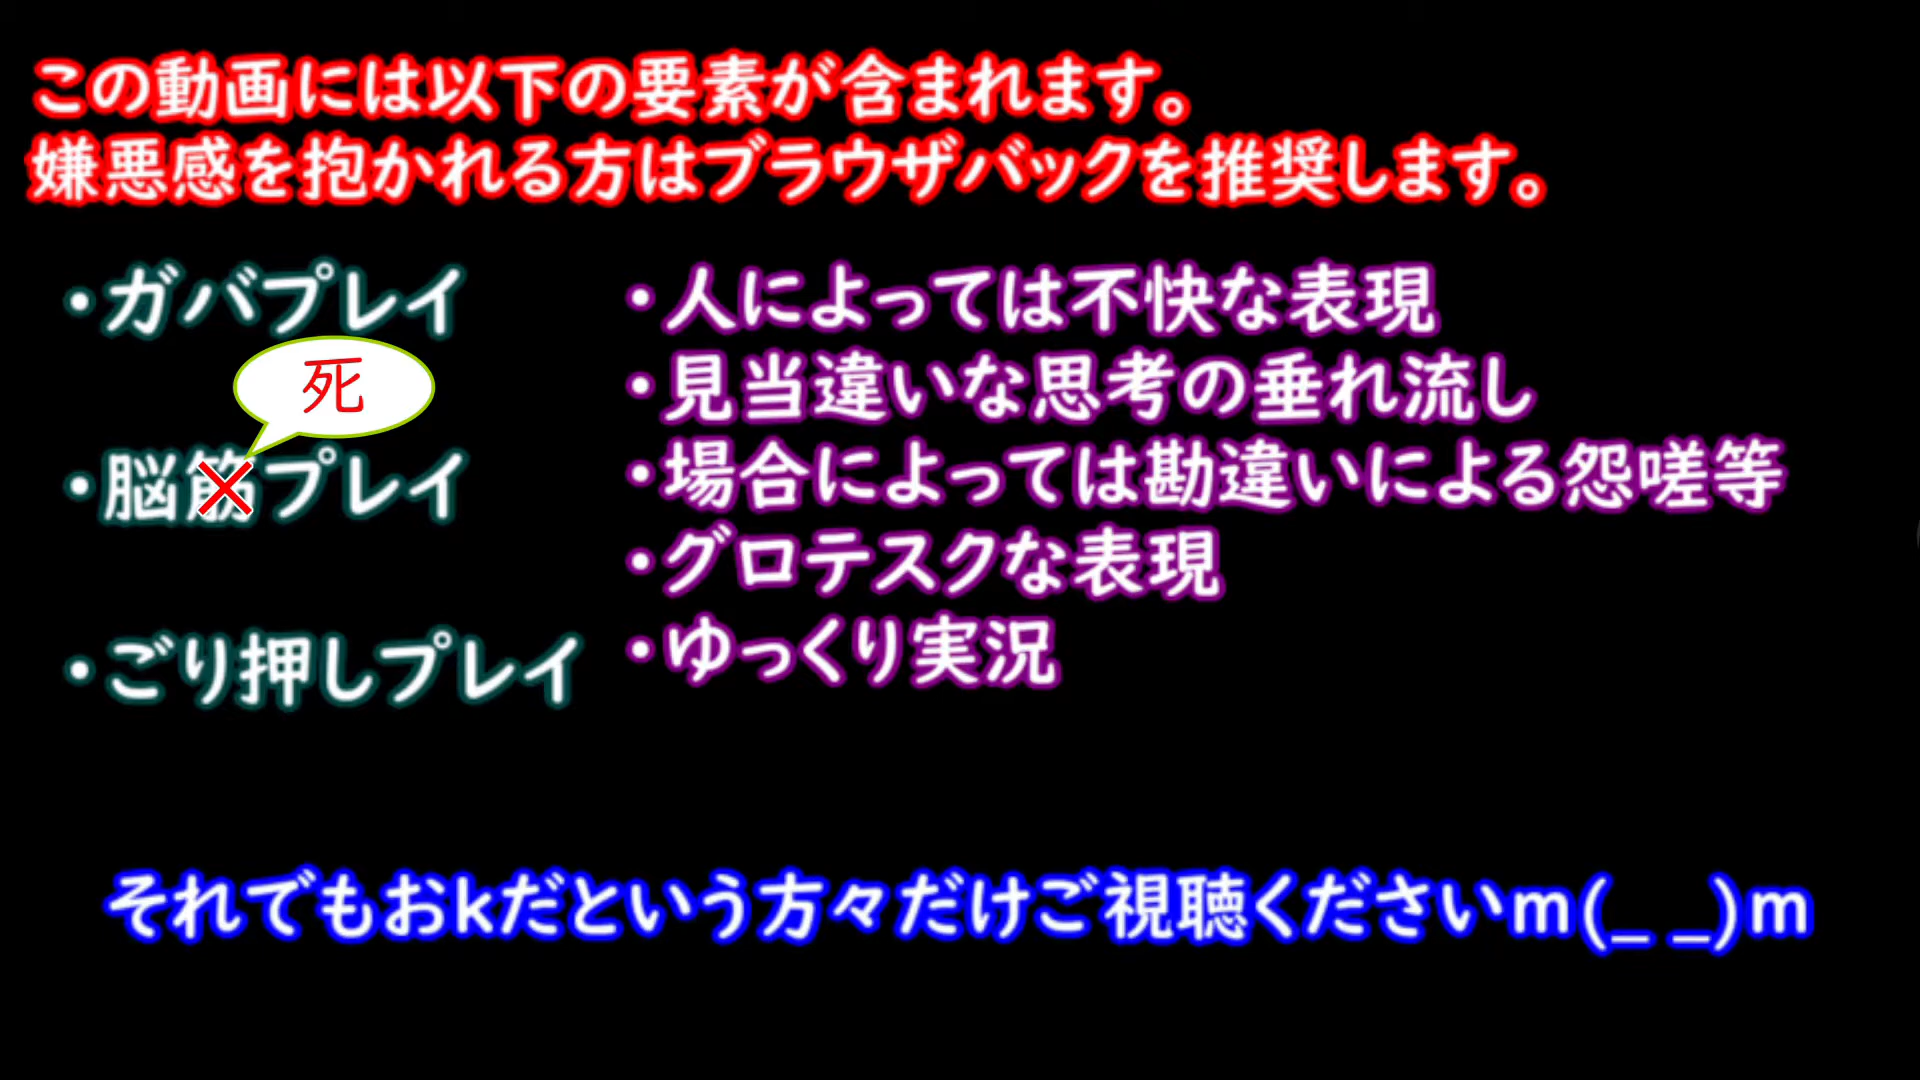 この動画には以下の要素が含まれます。
嫌悪感を抱かれる方はブラウザバックを推奨します。
・ガバプレイ
死
・脳筋プレイ
・ごり押しプレイ
・人によっては不快な表現
・見当違いな思考の垂れ流し
・場合によっては勘違いによる怨嗟等
・グロテスクな表現
・ゆっくり実況
それでもおkだという方々だけご視聴くださいm(_ _)m